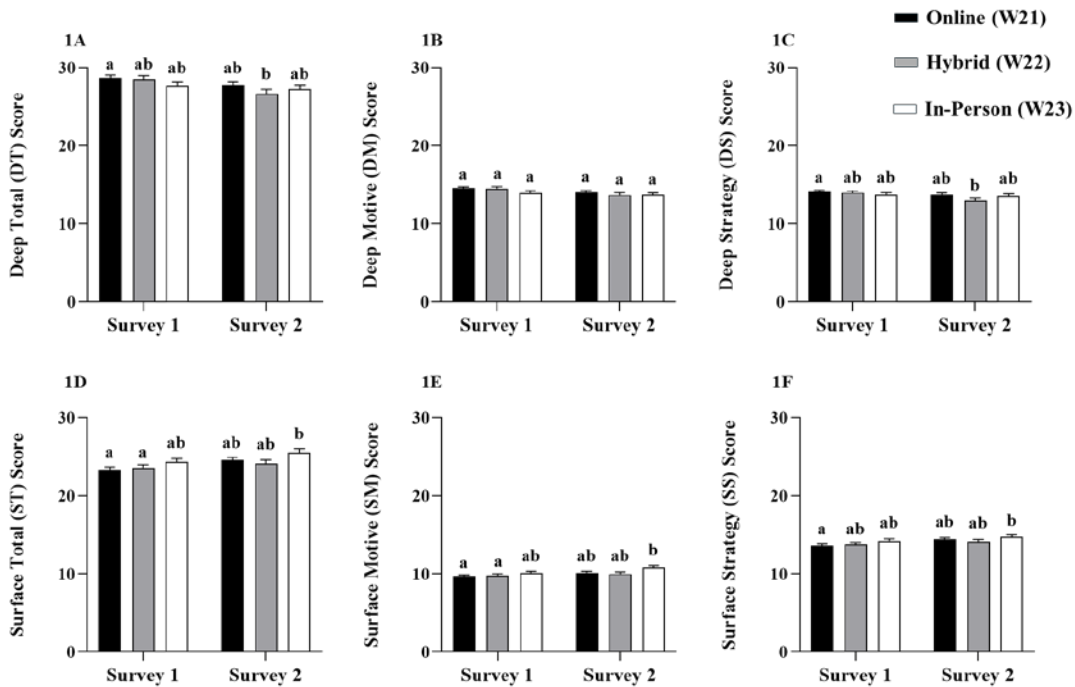 Online (W21)
Hybrid (W22)
In-Person (W23)
1A
Deep Total (DT) Score
30
20
10
0
a ab ab ab b ab
Survey 1 Survey 2
1B
Deep Motive (DM) Score
30
20
10
0
a a a a a a
Survey 1 Survey 2
1C
Deep Strategy (DS) Score
30
20
10
0
a ab ab ab b ab
Survey 1 Survey 2
1D
Surface Total (ST) Score
30
20
10
0
a a ab ab ab b
Survey 1 Survey 2
1E
Surface Motive (SM) Score
30
20
10
0
a a ab ab ab b
Survey 1 Survey 2
1F
Surface Strategy (SS) Score
30
20
10
0
a ab ab ab ab b
Survey 1 Survey 2